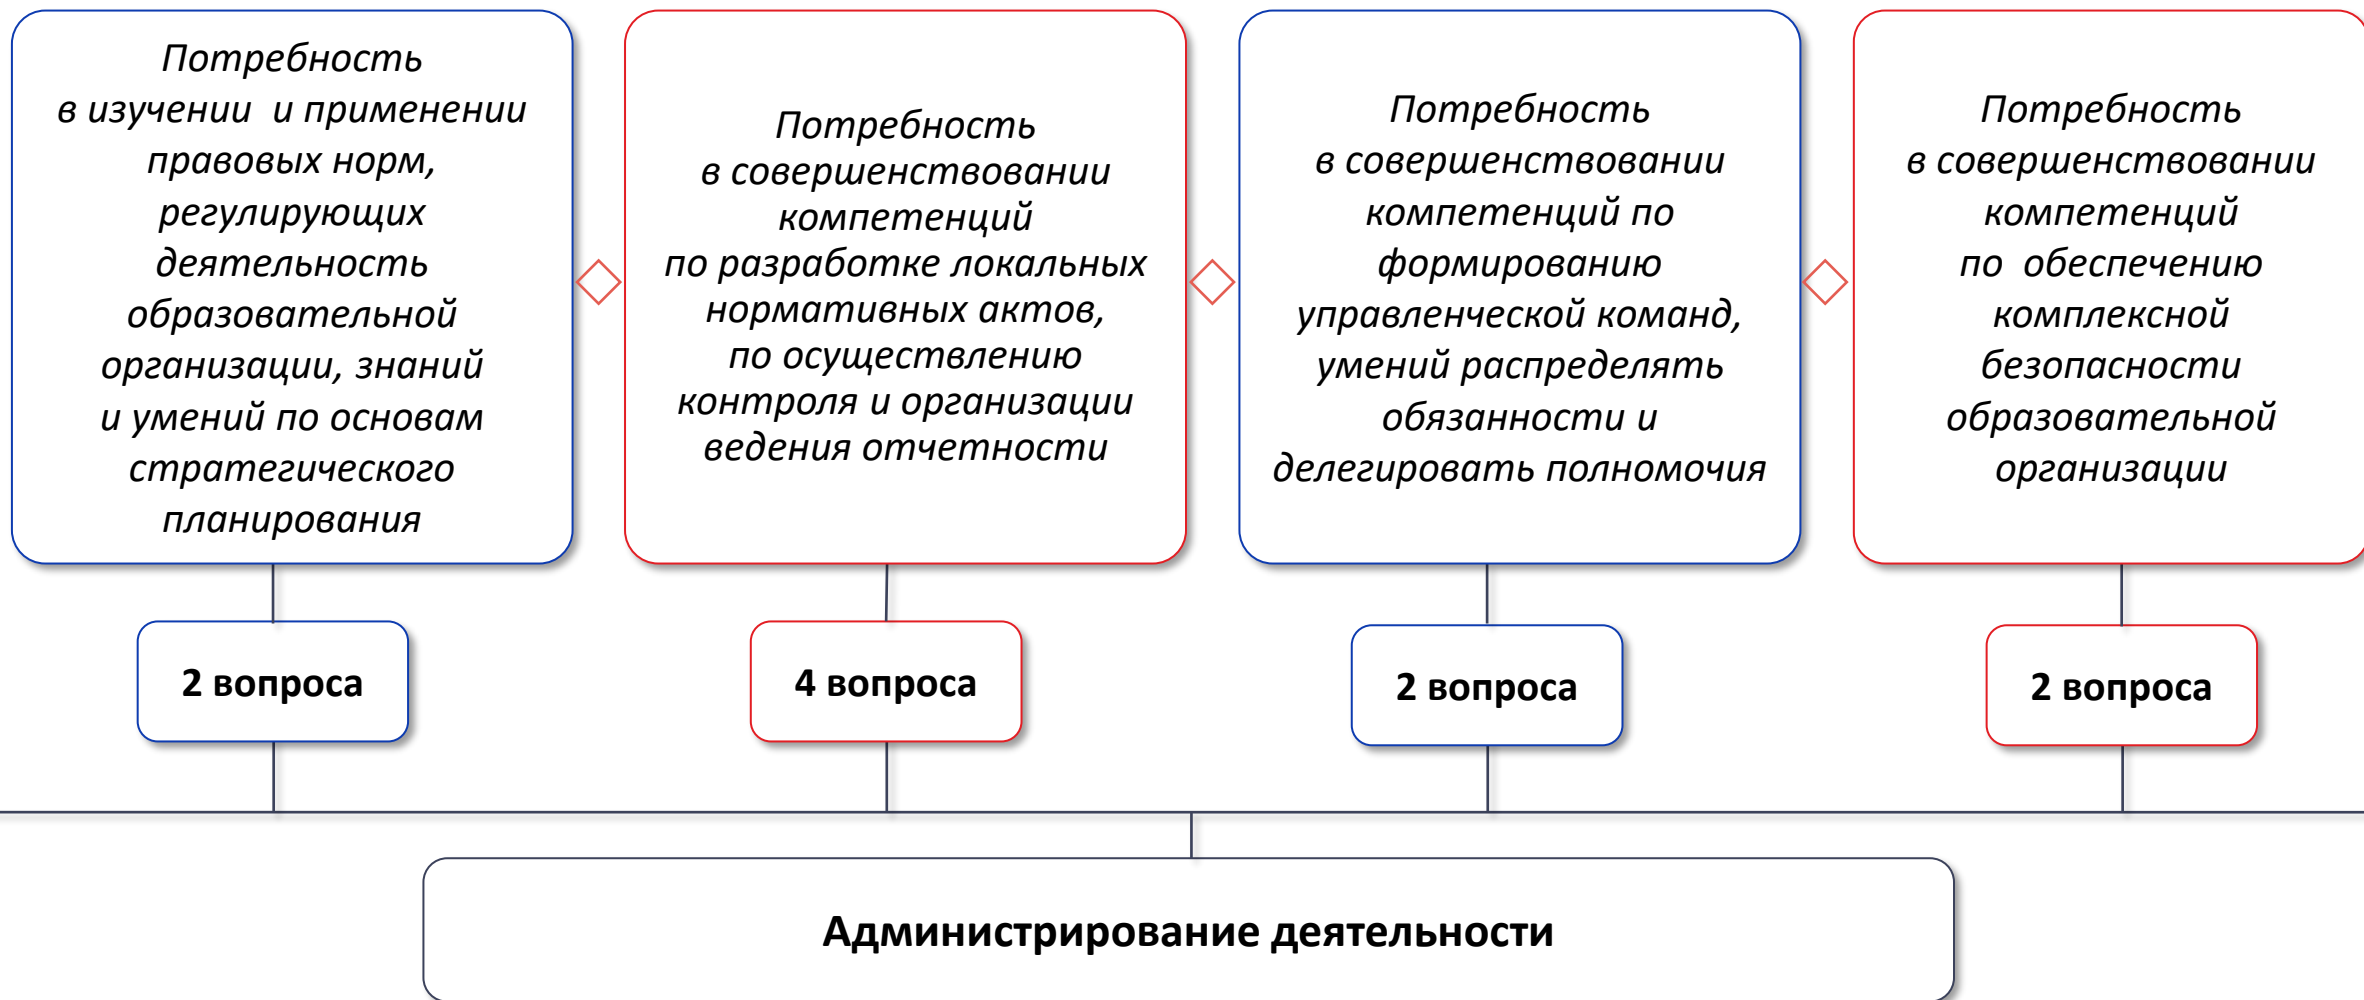 Потребность
в изучении и применении
правовых норм,
регулирующих
деятельность
образовательной
организации, знаний
и умений по основам
стратегического
планирования
Потребность
в совершенствовании
компетенций
по разработке локальных
нормативных актов,
по осуществлению
контроля и организации
ведения отчетности
Потребность
в совершенствовании
компетенций по
формированию
управленческой команд,
умений распределять
обязанности и
делегировать полномочия
Потребность
в совершенствовании
компетенций
по обеспечению
комплексной
безопасности
образовательной
организации
2 вопроса
4 вопроса
2 вопроса
2 вопроса
Администрирование деятельности